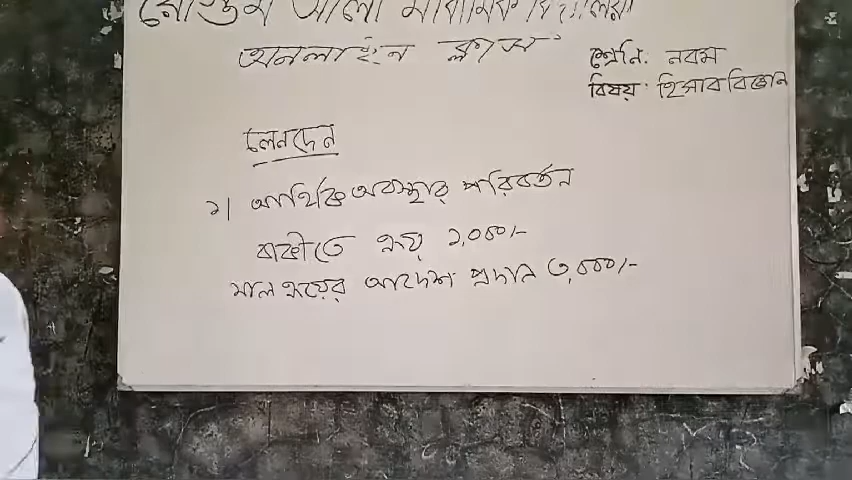 রোস্তম আলী মাধ্যমিক বিদ্যালয়
অনলাইন ক্লাস
শ্রেনি: নবম
বিষয়: হিসাব বিজ্ঞান
লেনদেন
১। আর্থিক অবস্থার পরিবর্তন
বাকীতে ক্রয় ১,০০০/-
মাল ক্রয়ের আদেশ প্রদান ৩,০০০/-